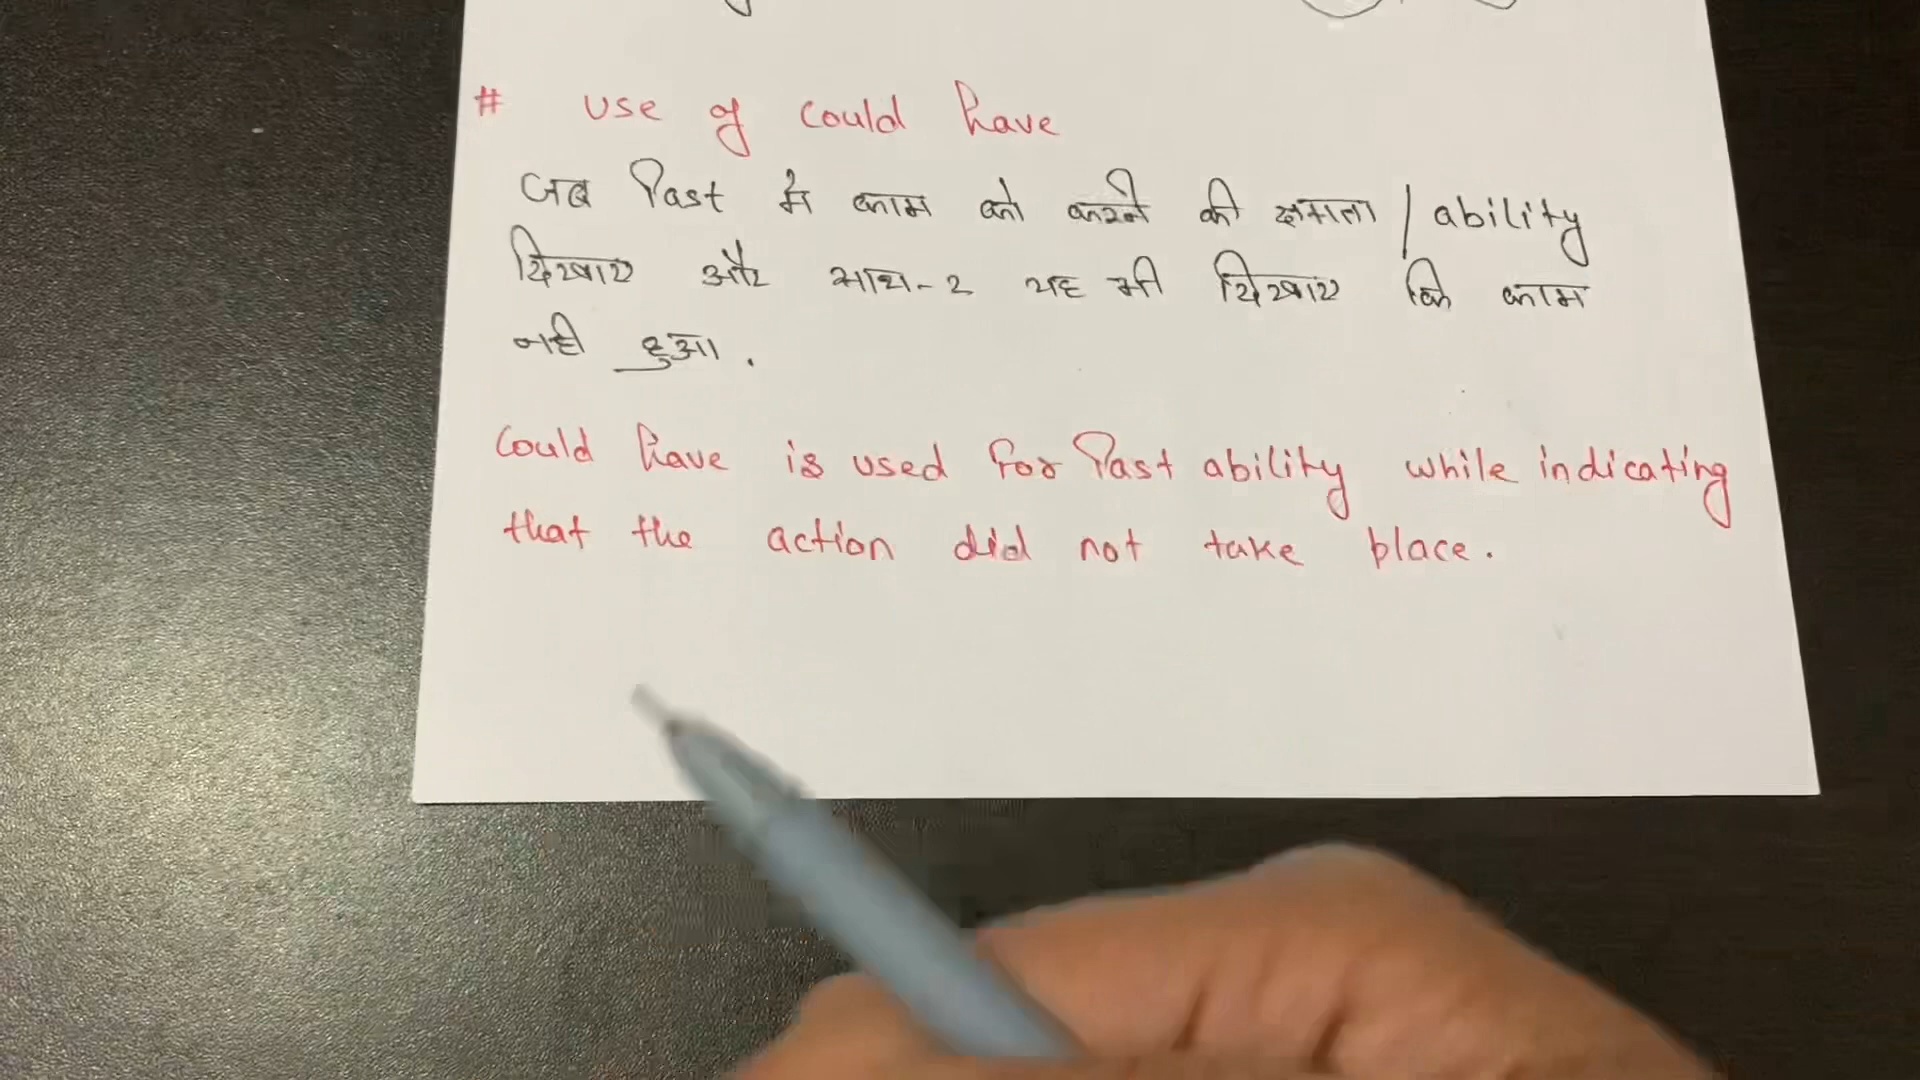 # use of could have
जब Past में काम को करने की क्षमता / ability
दिखाए और साथ-2 यह भी दिखाए कि काम
नही हुआ.
Could have is used for Past ability while indicating
that the action did not take place.